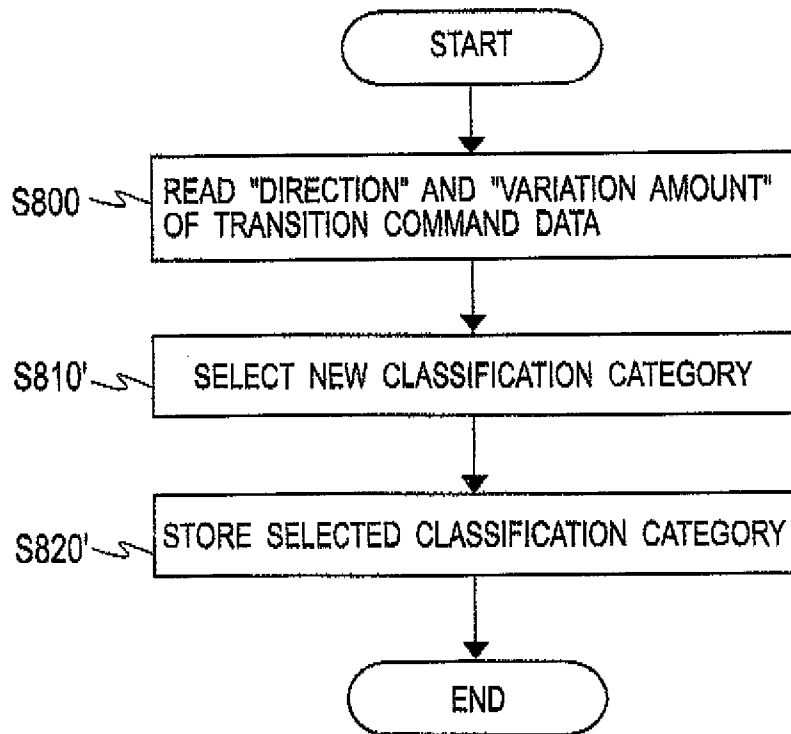 START
S800
READ "DIRECTION" AND "VARIATION AMOUNT"
OF TRANSITION COMMAND DATA
S810'
SELECT NEW CLASSIFICATION CATEGORY
S820'
STORE SELECTED CLASSIFICATION CATEGORY
END